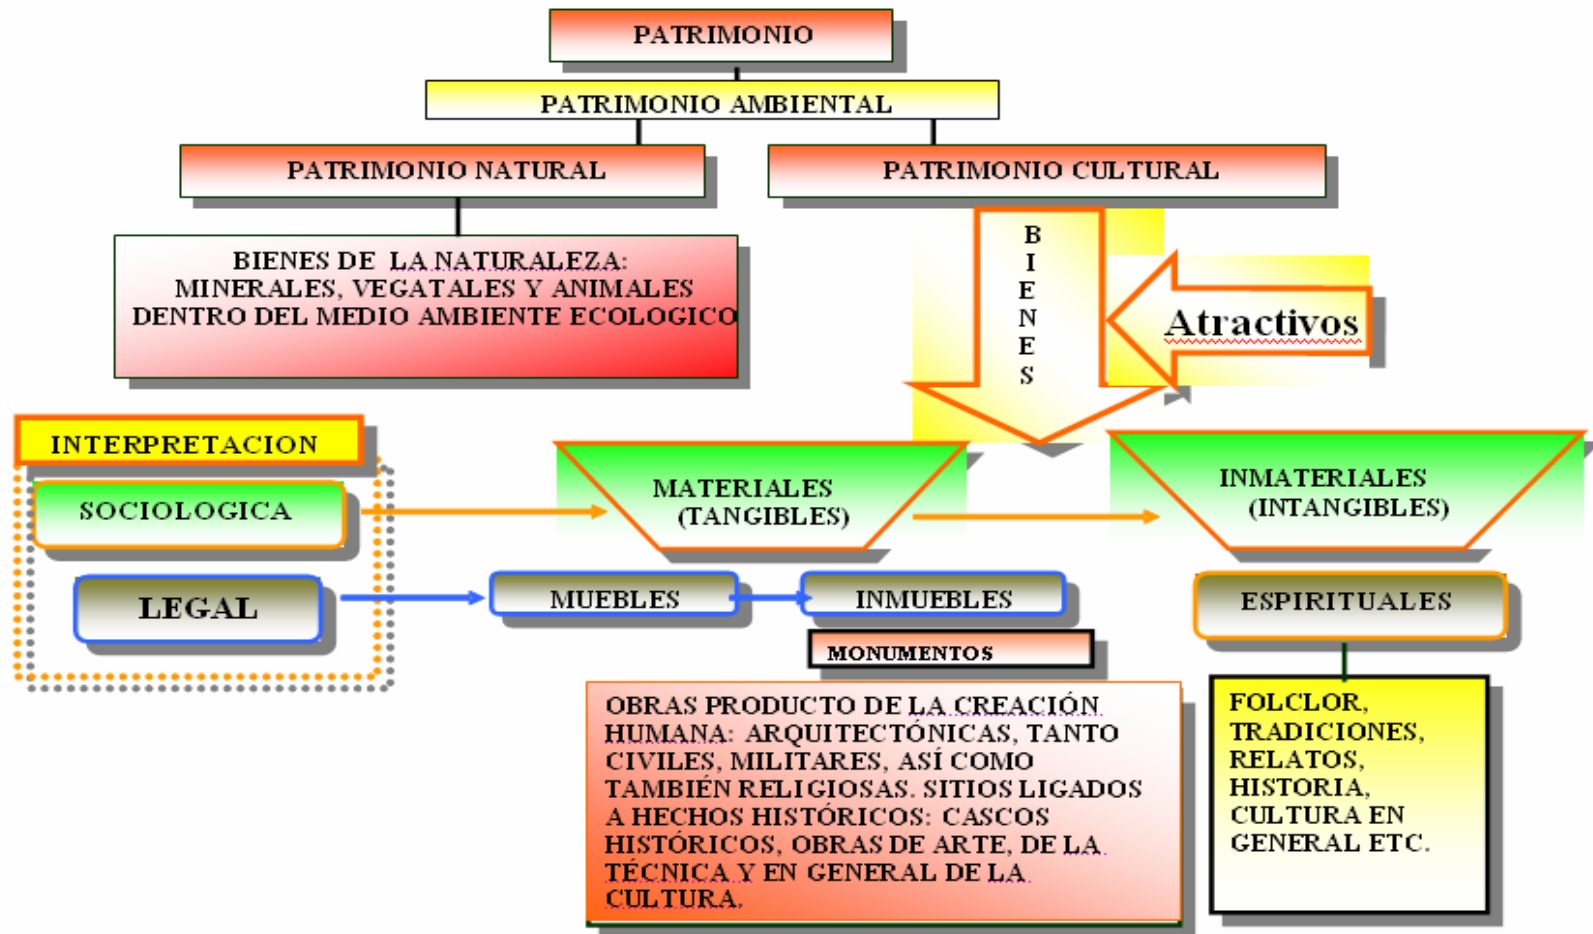 PATRIMONIO
PATRIMONIO AMBIENTAL
PATRIMONIO NATURAL
PATRIMONIO CULTURAL
BIENES DE LA NATURALEZA:
MINERALES, VEGATALES Y ANIMALES
DENTRO DEL MEDIO AMBIENTE ECOLOGICO
B
I
E
N
E
S
Atractivos
INTERPRETACION
SOCIOLOGICA
LEGAL
MATERIALES
(TANGIBLES)
INMATERIALES
(INTANGIBLES)
MUEBLES
INMUEBLES
ESPIRITUALES
MONUMENTOS
OBRAS PRODUCTO DE LA CREACIÓN
HUMANA: ARQUITECTÓNICAS, TANTO
CIVILES, MILITARES, ASÍ COMO
TAMBIÉN RELIGIOSAS. SITIOS LIGADOS
A HECHOS HISTÓRICOS: CASCOS
HISTÓRICOS, OBRAS DE ARTE, DE LA
TÉCNICA Y EN GENERAL DE LA
CULTURA.
FOLCLOR,
TRADICIONES,
RELATOS,
HISTORIA,
CULTURA EN
GENERAL ETC.